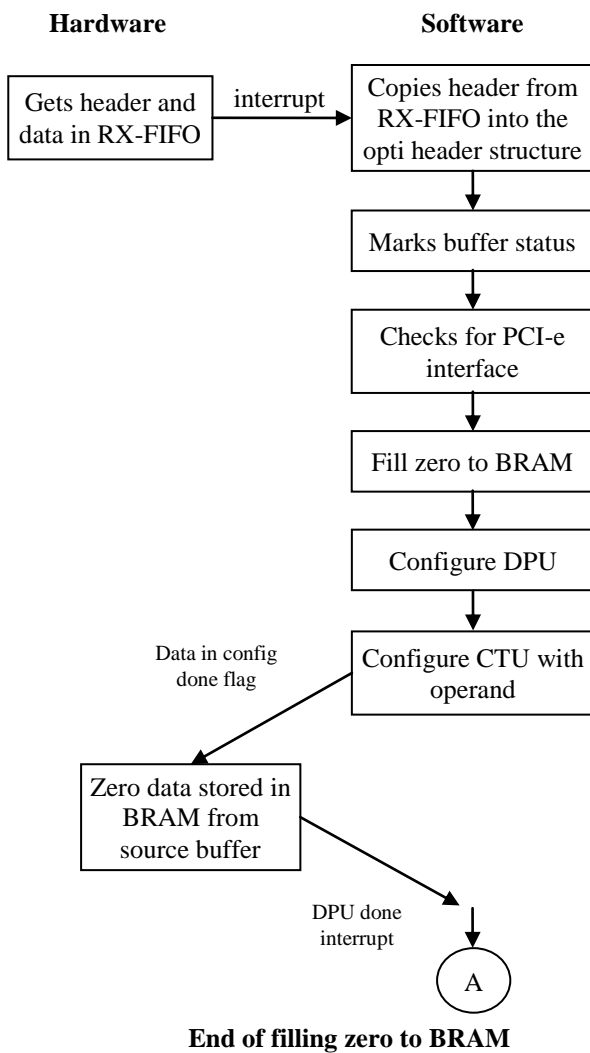 Hardware
Software
Gets header and
data in RX-FIFO
interrupt
Copies header from
RX-FIFO into the
opti header structure
Marks buffer status
Checks for PCI-e
interface
Fill zero to BRAM
Configure DPU
Configure CTU with
operand
Data in config
done flag
Zero data stored in
BRAM from
source buffer
DPU done
interrupt
A
End of filling zero to BRAM